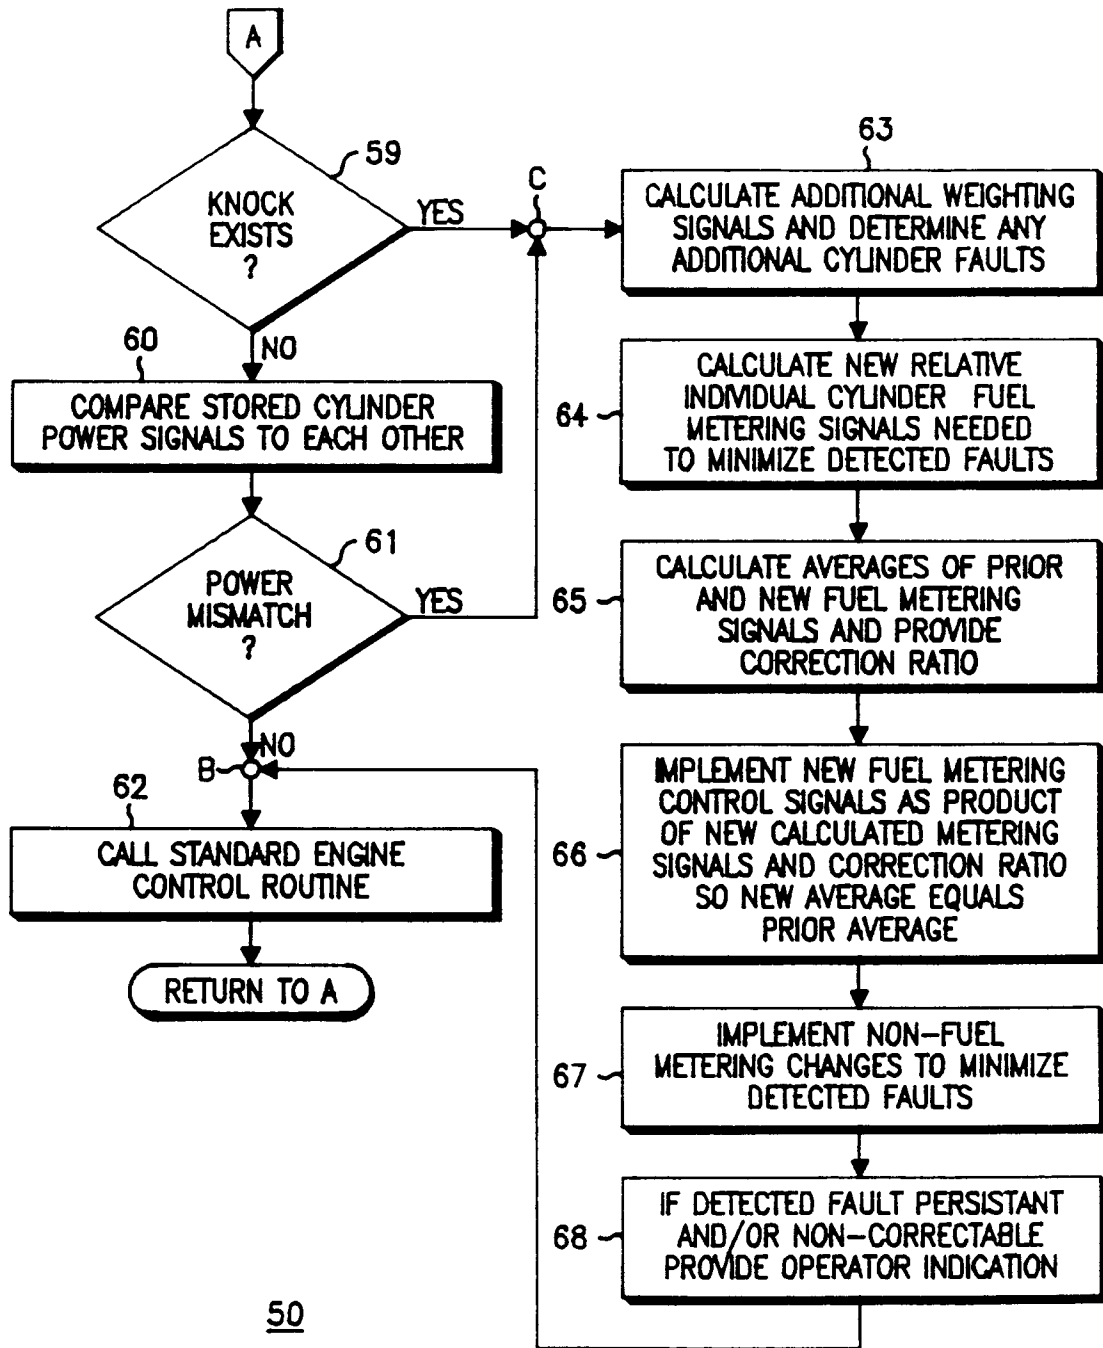 A
59
KNOCK
EXISTS
?
YES
NO
60
COMPARE STORED CYLINDER
POWER SIGNALS TO EACH OTHER
61
POWER
MISMATCH
?
YES
NO
B
62
CALL STANDARD ENGINE
CONTROL ROUTINE
RETURN TO A
C
63
CALCULATE ADDITIONAL WEIGHTING
SIGNALS AND DETERMINE ANY
ADDITIONAL CYLINDER FAULTS
64
CALCULATE NEW RELATIVE
INDIVIDUAL CYLINDER FUEL
METERING SIGNALS NEEDED
TO MINIMIZE DETECTED FAULTS
65
CALCULATE AVERAGES OF PRIOR
AND NEW FUEL METERING
SIGNALS AND PROVIDE
CORRECTION RATIO
66
IMPLEMENT NEW FUEL METERING
CONTROL SIGNALS AS PRODUCT
OF NEW CALCULATED METERING
SIGNALS AND CORRECTION RATIO
SO NEW AVERAGE EQUALS
PRIOR AVERAGE
67
IMPLEMENT NON-FUEL
METERING CHANGES TO MINIMIZE
DETECTED FAULTS
68
IF DETECTED FAULT PERSISTANT
AND/OR NON-CORRECTABLE
PROVIDE OPERATOR INDICATION
50